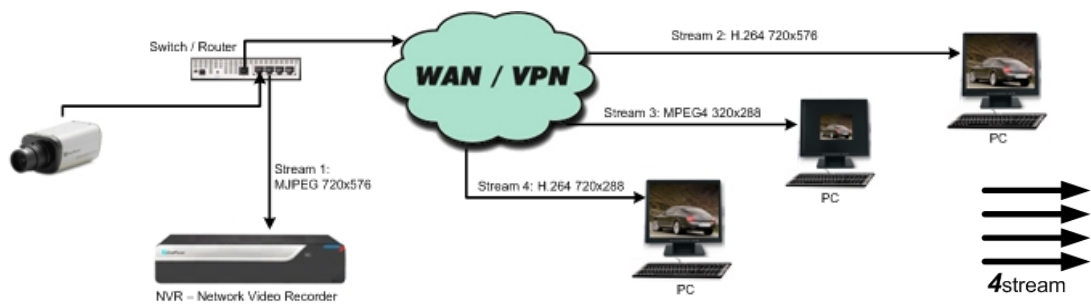 Switch / Router
WAN / VPN
Stream 2: H.264 720x576
PC
Stream 3: MPEG4 320x288
PC
Stream 1:
MJPEG 720x576
Stream 4: H.264 720x288
PC
NVR – Network Video Recorder
4stream